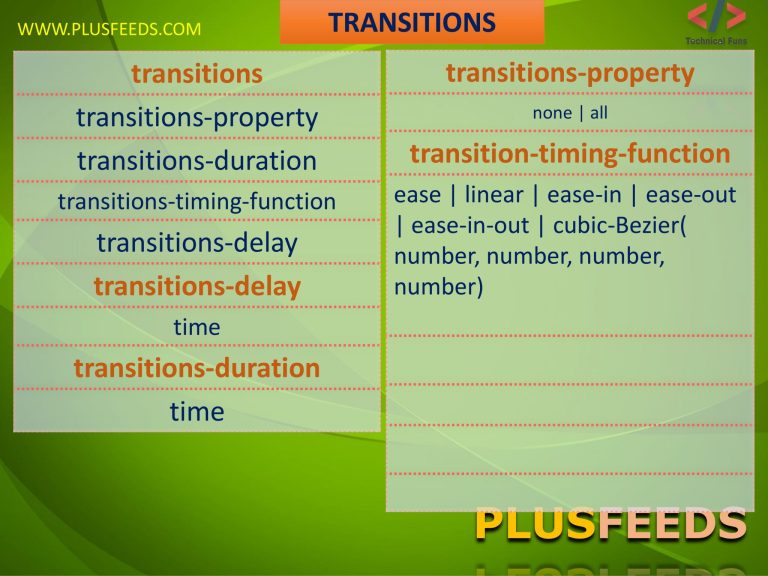 WWW.PLUSFEEDS.COM
TRANSITIONS
</>
Technical Funs
transitions
transitions-property
transitions-duration
transitions-timing-function
transitions-delay
transitions-delay
time
transitions-duration
time
transitions-property
none | all
transition-timing-function
ease | linear | ease-in | ease-out
| ease-in-out | cubic-Bezier(
number, number, number,
number)
PLUSFEEDS